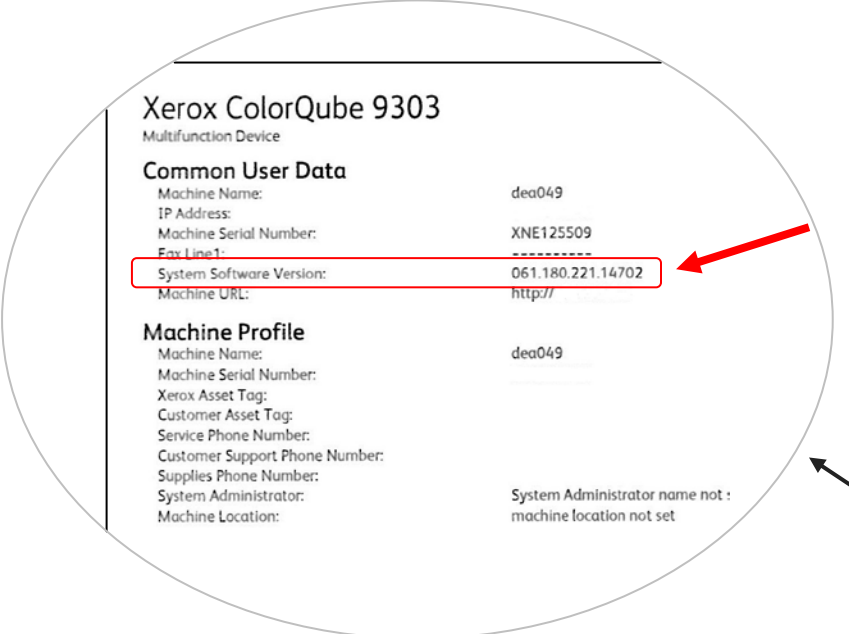 Xerox ColorQube 9303
Multifunction Device
Common User Data
Machine Name: dea049
IP Address:
Machine Serial Number: XNE125509
Fax Line1: ----------
System Software Version: 061.180.221.14702
Machine URL: http://
Machine Profile
Machine Name: dea049
Machine Serial Number:
Xerox Asset Tag:
Customer Asset Tag:
Service Phone Number:
Customer Support Phone Number:
Supplies Phone Number:
System Administrator: System Administrator name not
Machine Location: machine location not set